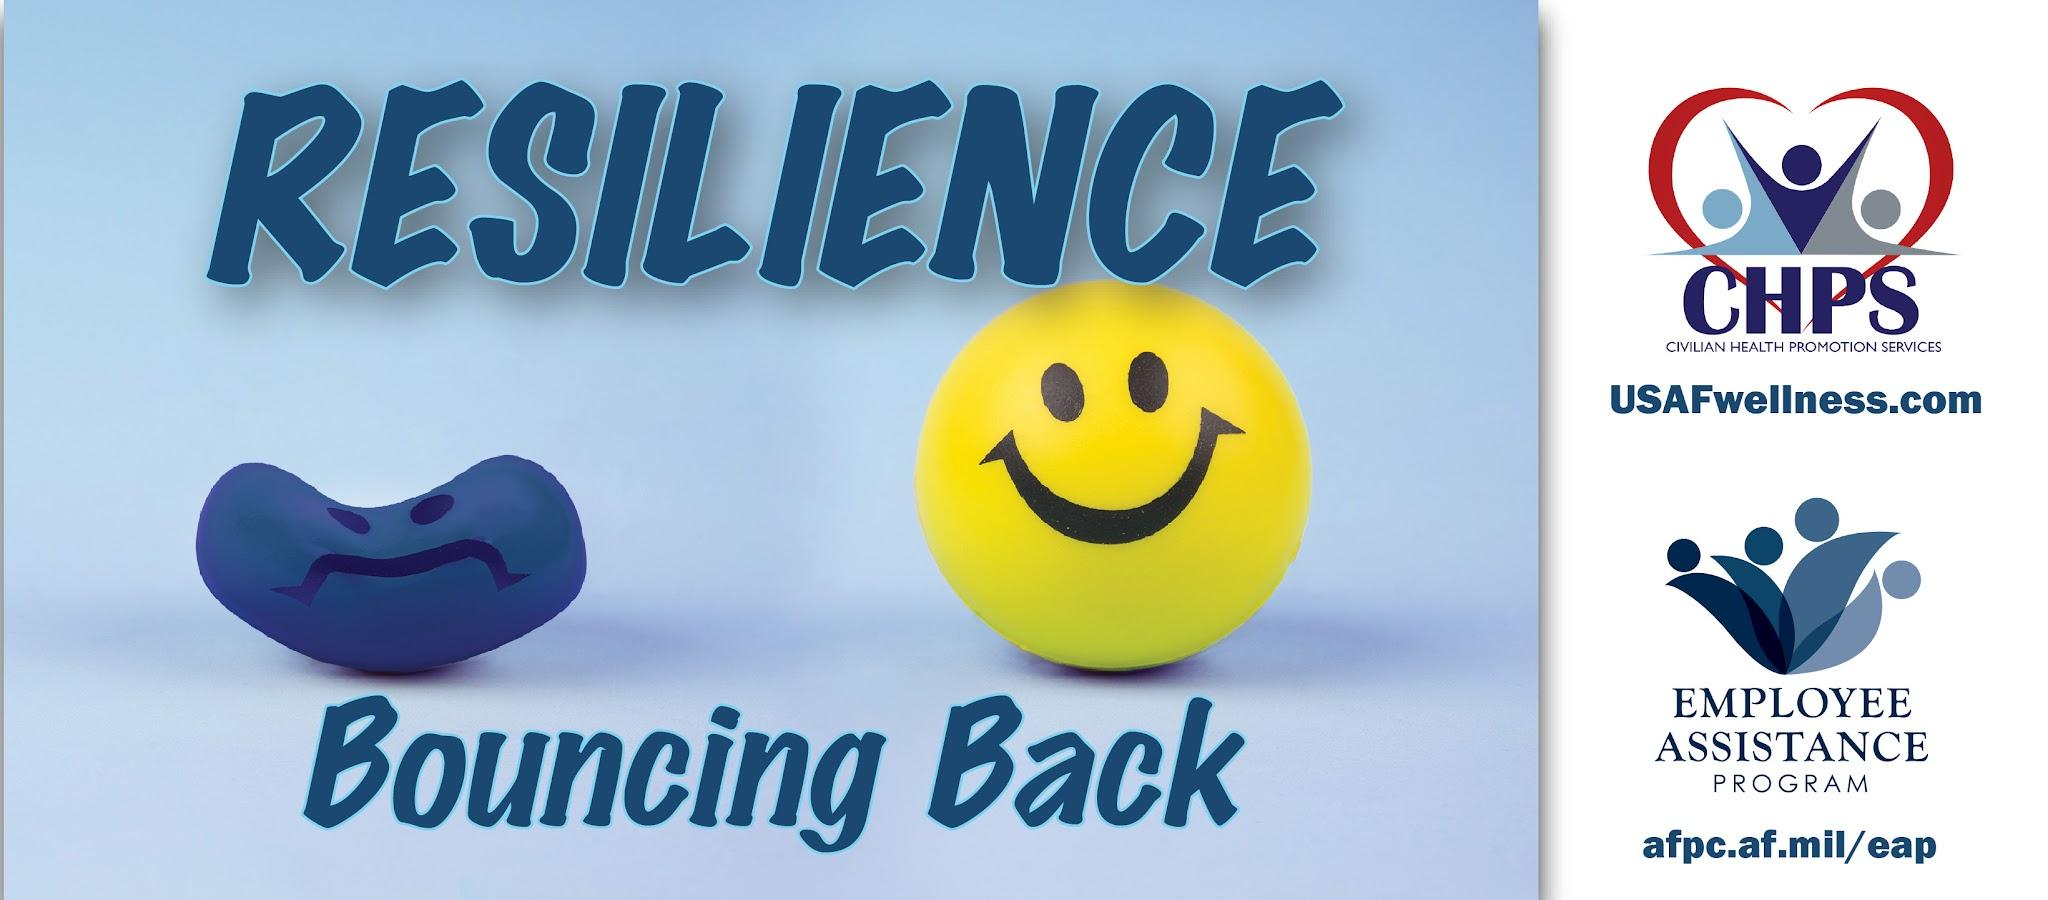 RESILIENCE
Bouncing Back
CHPS
CIVILIAN HEALTH PROMOTION SERVICES
USAFwellness.com
EMPLOYEE
ASSISTANCE
PROGRAM
afpc.af.mil/eap